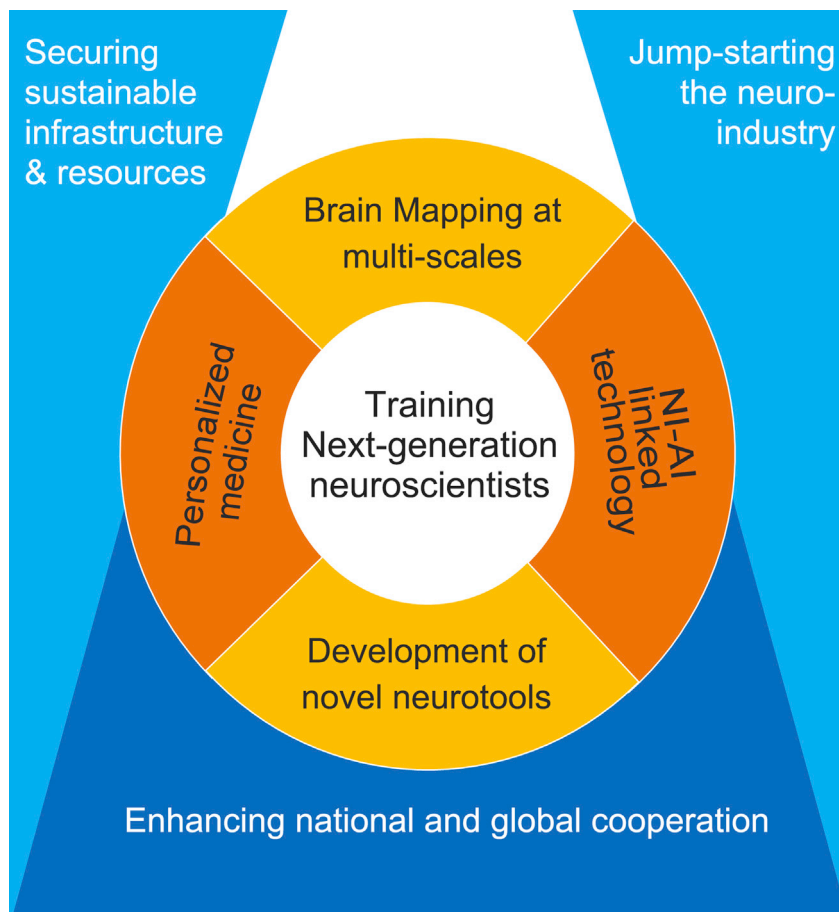 Securing
sustainable
infrastructure
& resources
Jump-starting
the neuro-
industry
Brain Mapping at
multi-scales
Personalized
medicine
Training
Next-generation
neuroscientists
NI-AI
linked
technology
Development of
novel neurotools
Enhancing national and global cooperation